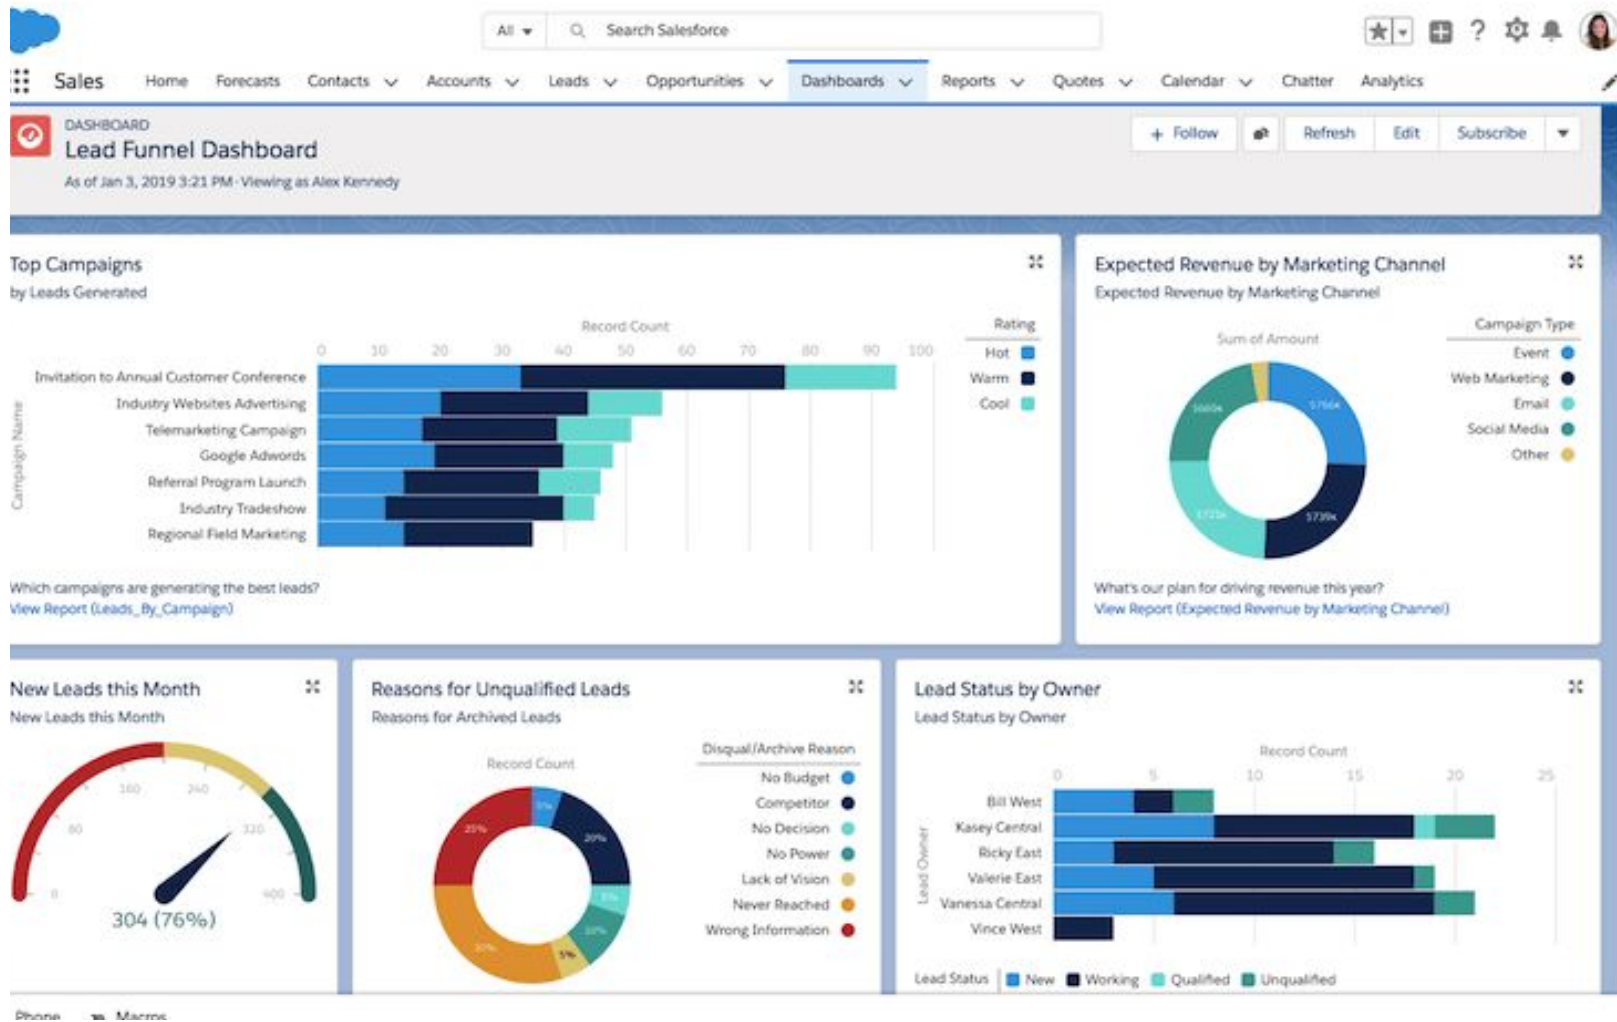 All
Search Salesforce
?
Sales
Home
Forecasts
Contacts
Accounts
Leads
Opportunities
Dashboards
Reports
Quotes
Calendar
Chatter
Analytics
DASHBOARD
Lead Funnel Dashboard
As of Jan 3, 2019 3:21 PM·Viewing as Alex Kennedy
+ Follow
Refresh
Edit
Subscribe
Top Campaigns
by Leads Generated
Record Count
0 10 20 30 40 50 60 70 80 90 100
Campaign Name
Invitation to Annual Customer Conference
Industry Websites Advertising
Telemarketing Campaign
Google Adwords
Referral Program Launch
Industry Tradeshow
Regional Field Marketing
Rating
Hot
Warm
Cool
Which campaigns are generating the best leads?
View Report (Leads_By_Campaign)
Expected Revenue by Marketing Channel
Expected Revenue by Marketing Channel
Sum of Amount
Campaign Type
Event
Web Marketing
Email
Social Media
Other
What's our plan for driving revenue this year?
View Report (Expected Revenue by Marketing Channel)
New Leads this Month
New Leads this Month
0
80
160
240
320
400
304 (76%)
Reasons for Unqualified Leads
Reasons for Archived Leads
Record Count
5%
20%
5%
10%
5%
30%
25%
Disqual/Archive Reason
No Budget
Competitor
No Decision
No Power
Lack of Vision
Never Reached
Wrong Information
Lead Status by Owner
Lead Status by Owner
Record Count
0 5 10 15 20 25
Lead Owner
Bill West
Kasey Central
Ricky East
Valerie East
Vanessa Central
Vince West
Lead Status
New
Working
Qualified
Unqualified
Phone
Macros